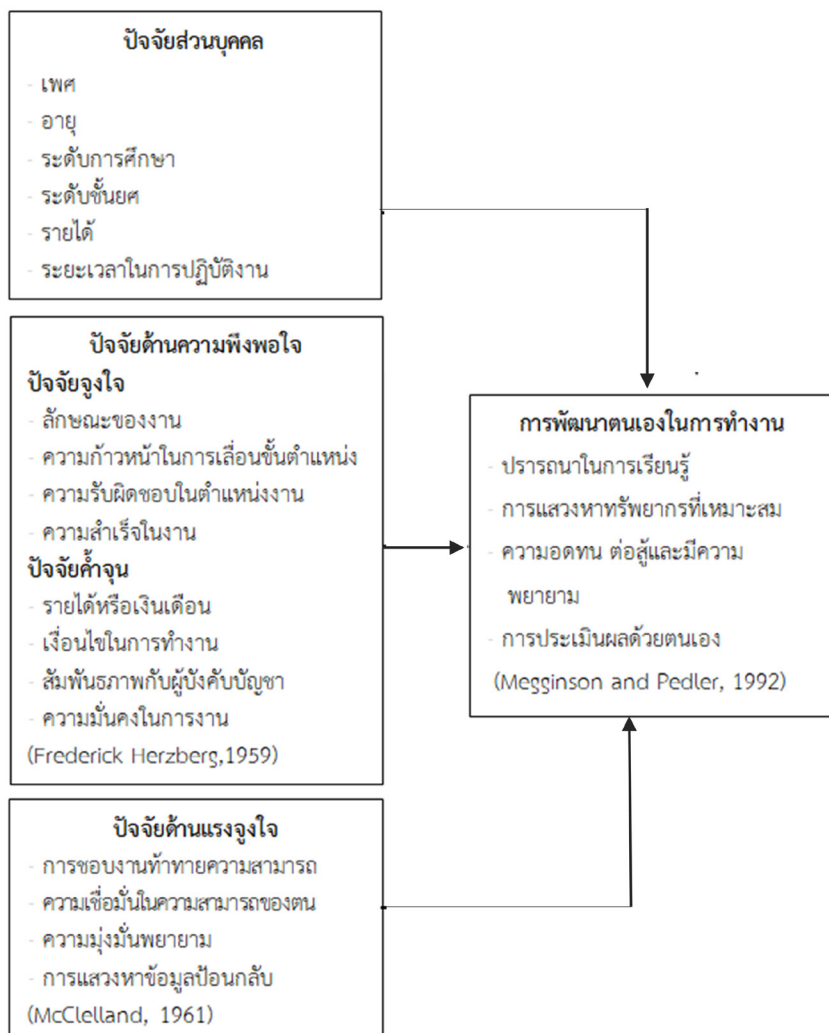 ปัจจัยส่วนบุคคล
- เพศ
- อายุ
- ระดับการศึกษา
- ระดับชั้นยศ
- รายได้
- ระยะเวลาในการปฏิบัติงาน
ปัจจัยด้านความพึงพอใจ
ปัจจัยจูงใจ
- ลักษณะของงาน
- ความก้าวหน้าในการเลื่อนขั้นตำแหน่ง
- ความรับผิดชอบในตำแหน่งงาน
- ความสำเร็จในงาน
ปัจจัยค้ำจุน
- รายได้หรือเงินเดือน
- เงื่อนไขในการทำงาน
- สัมพันธภาพกับผู้บังคับบัญชา
- ความมั่นคงในการงาน
(Frederick Herzberg,1959)
ปัจจัยด้านแรงจูงใจ
- การชอบงานท้าทายความสามารถ
- ความเชื่อมั่นในความสามารถของตน
- ความมุ่งมั่นพยายาม
- การแสวงหาข้อมูลป้อนกลับ
(McClelland, 1961)
การพัฒนาตนเองในการทำงาน
- ปรารถนาในการเรียนรู้
- การแสวงหาทรัพยากรที่เหมาะสม
- ความอดทน ต่อสู้และมีความ
พยายาม
- การประเมินผลด้วยตนเอง
(Megginson and Pedler, 1992)